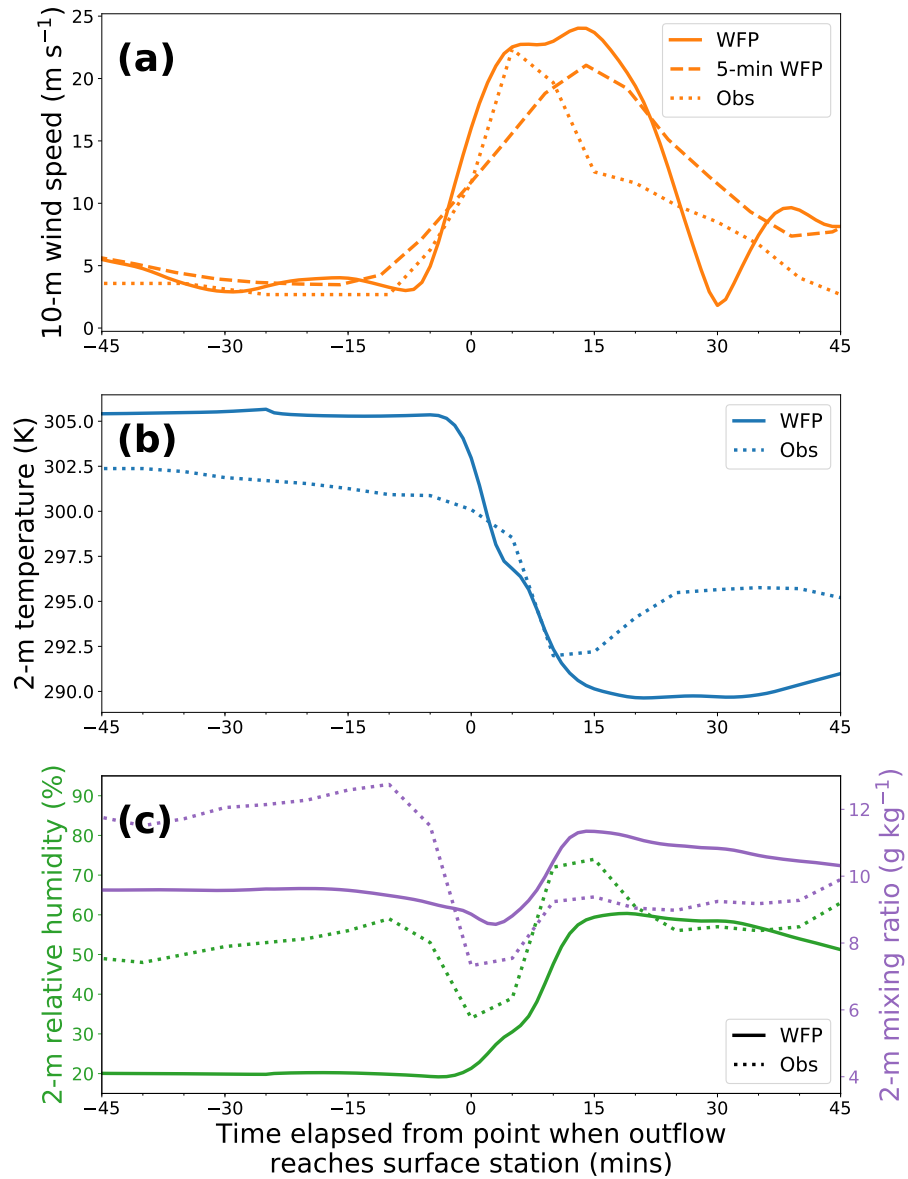 (a)
10-m wind speed (m s⁻¹)
25
20
15
10
5
0
WFP
5-min WFP
Obs
−45
−30
−15
0
15
30
45
(b)
2-m temperature (K)
305.0
302.5
300.0
297.5
295.0
292.5
290.0
WFP
Obs
−45
−30
−15
0
15
30
45
(c)
2-m relative humidity (%)
90
80
70
60
50
40
30
20
2-m mixing ratio (g kg⁻¹)
12
10
8
6
4
WFP
Obs
−45
−30
−15
0
15
30
45
Time elapsed from point when outflow
reaches surface station (mins)